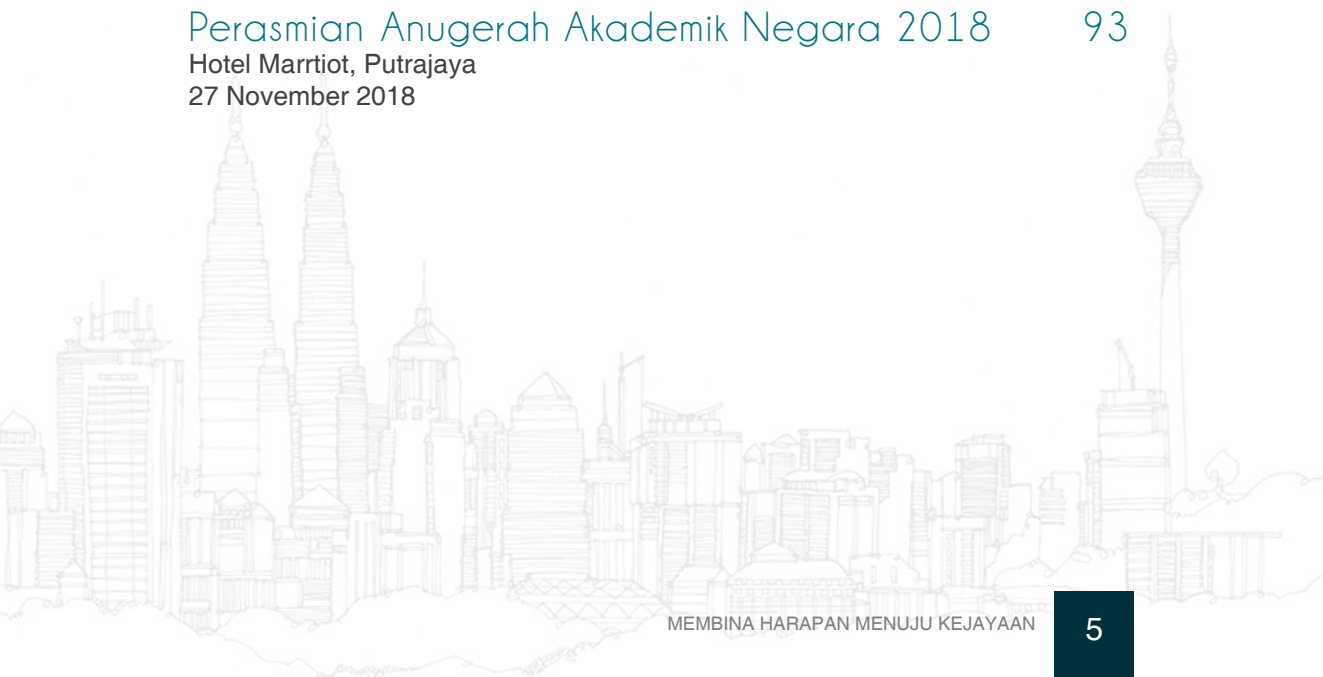 Perasmian Anugerah Akademik Negara 2018 93
Hotel Marrtiot, Putrajaya
27 November 2018
MEMBINA HARAPAN MENUJU KEJAYAAN 5